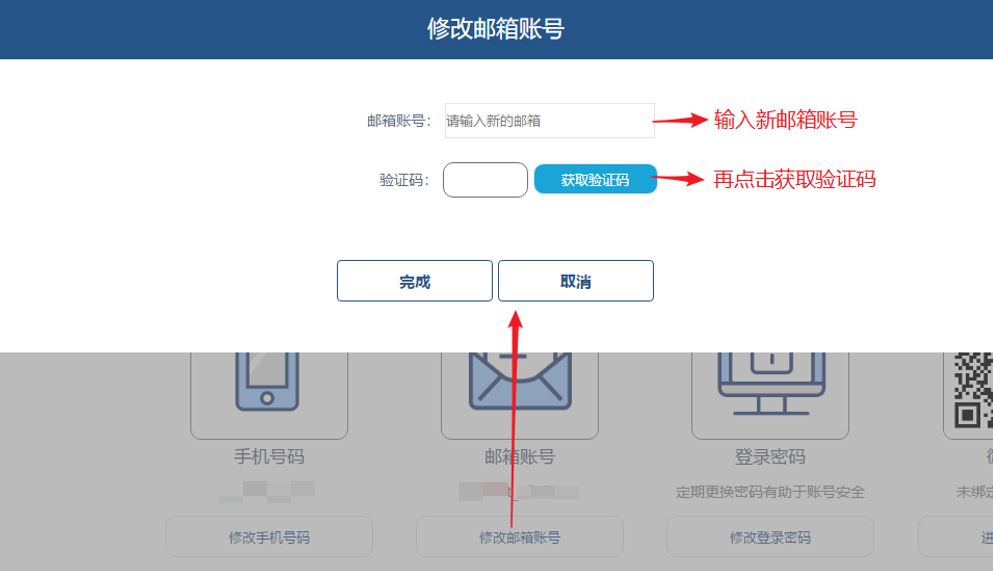 修改邮箱账号
邮箱账号: 请输入新的邮箱 输入新邮箱账号
验证码: 获取验证码 再点击获取验证码
完成 取消
手机号码 邮箱账号 登录密码
定期更换密码有助于账号安全 未绑定
修改手机号码 修改邮箱账号 修改登录密码 进